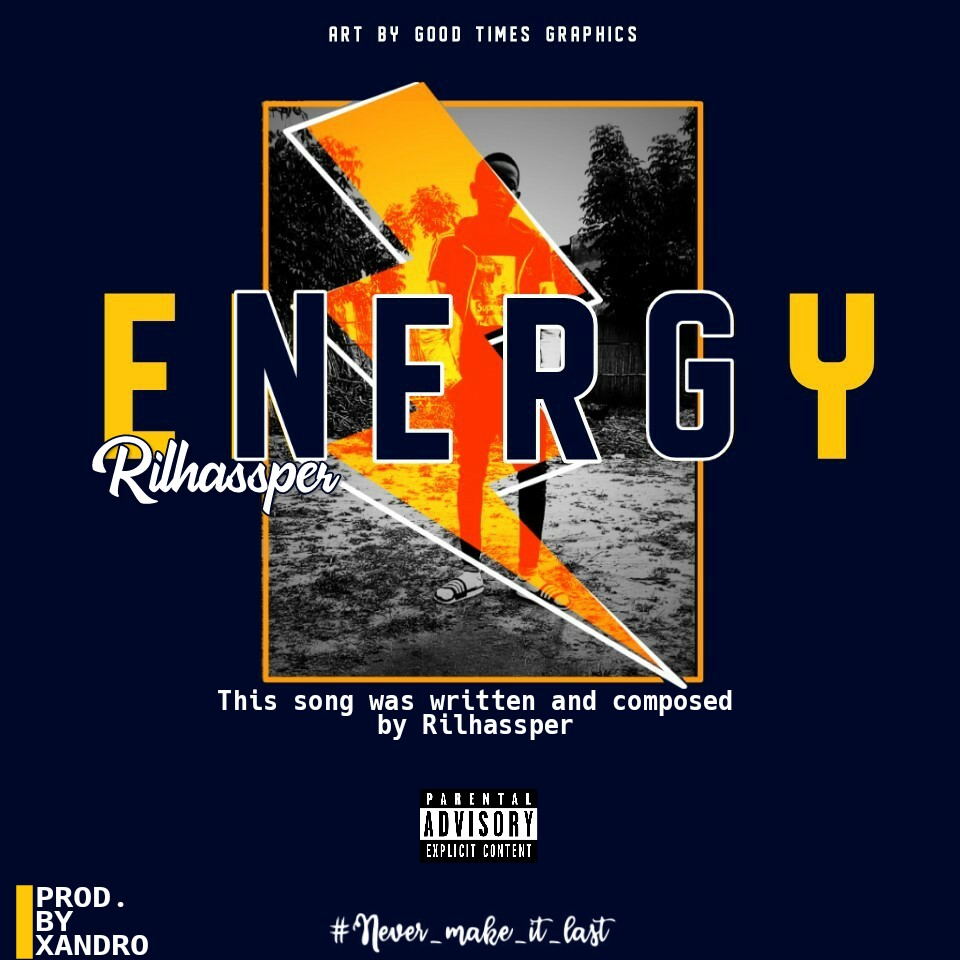 ART BY GOOD TIMES GRAPHICS
Supreme
ENERGY
Rilhassper
This song was written and composed
by Rilhassper
PARENTAL
ADVISORY
EXPLICIT CONTENT
PROD.
BY
XANDRO
#Never_make_it_last